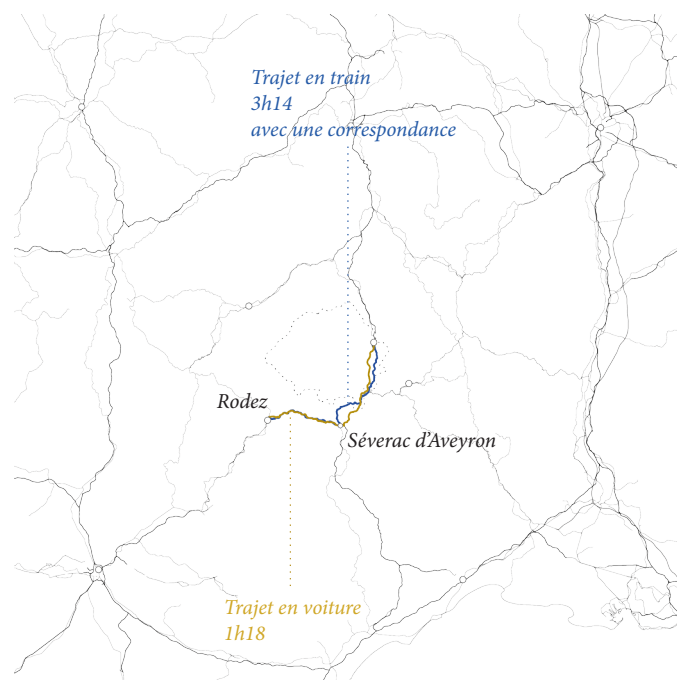 Trajet en train
3h14
avec une correspondance
Rodez
Séverac d'Aveyron
Trajet en voiture
1h18